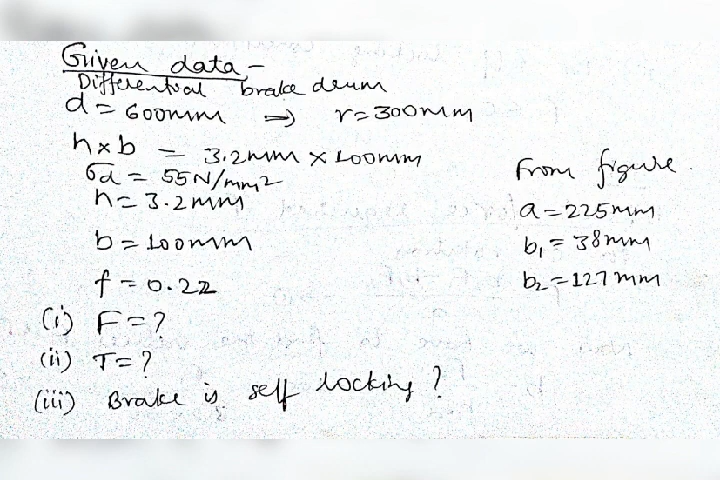 Given data -
Differential brake drum
d = 600mm ⇒ r = 300mm
h × b = 3.2mm × 100mm
σd = 55N/mm²
h = 3.2mm
b = 100mm
f = 0.22
(i) F = ?
(ii) T = ?
(iii) Brake is self locking ?
From figure.
a = 225mm
b₁ = 38mm
b₂ = 127mm